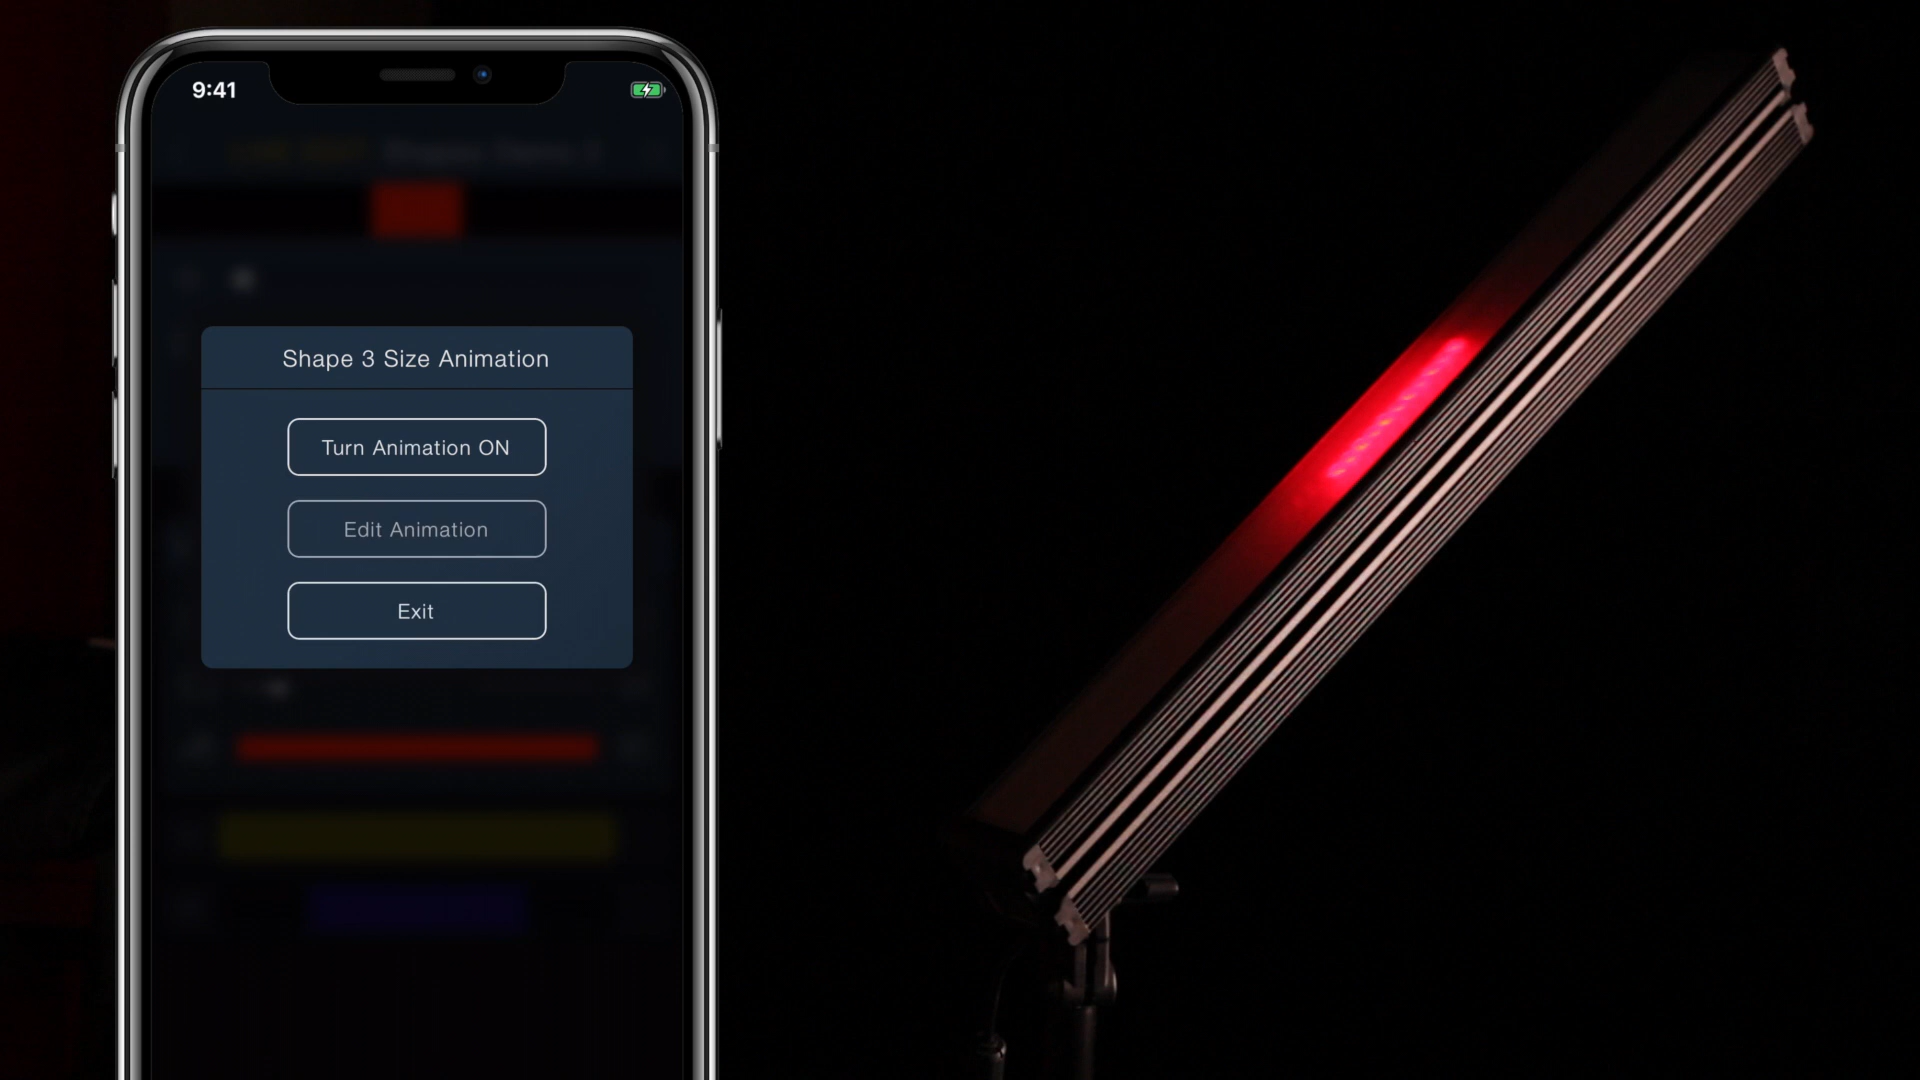 9:41
Shape 3 Size Animation
Turn Animation ON
Edit Animation
Exit